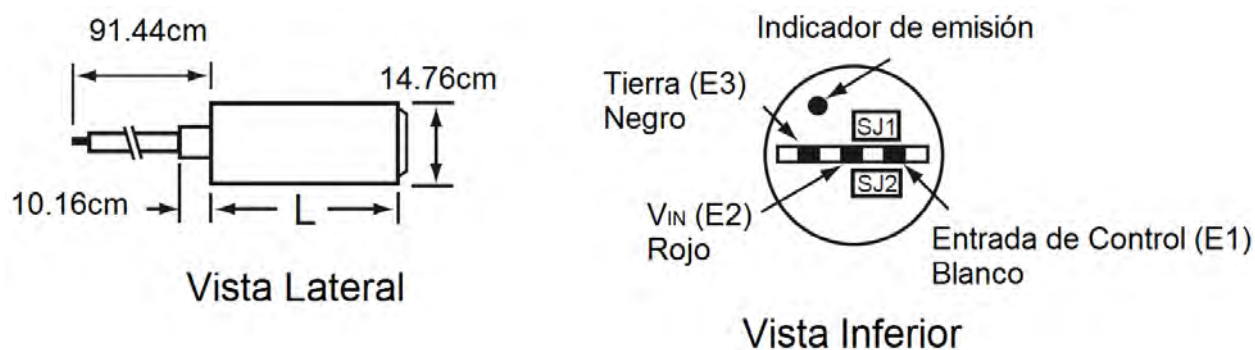 91.44cm
14.76cm
10.16cm
L
Vista Lateral
Indicador de emisión
Tierra (E3)
Negro
SJ1
SJ2
VIN (E2)
Rojo
Entrada de Control (E1)
Blanco
Vista Inferior